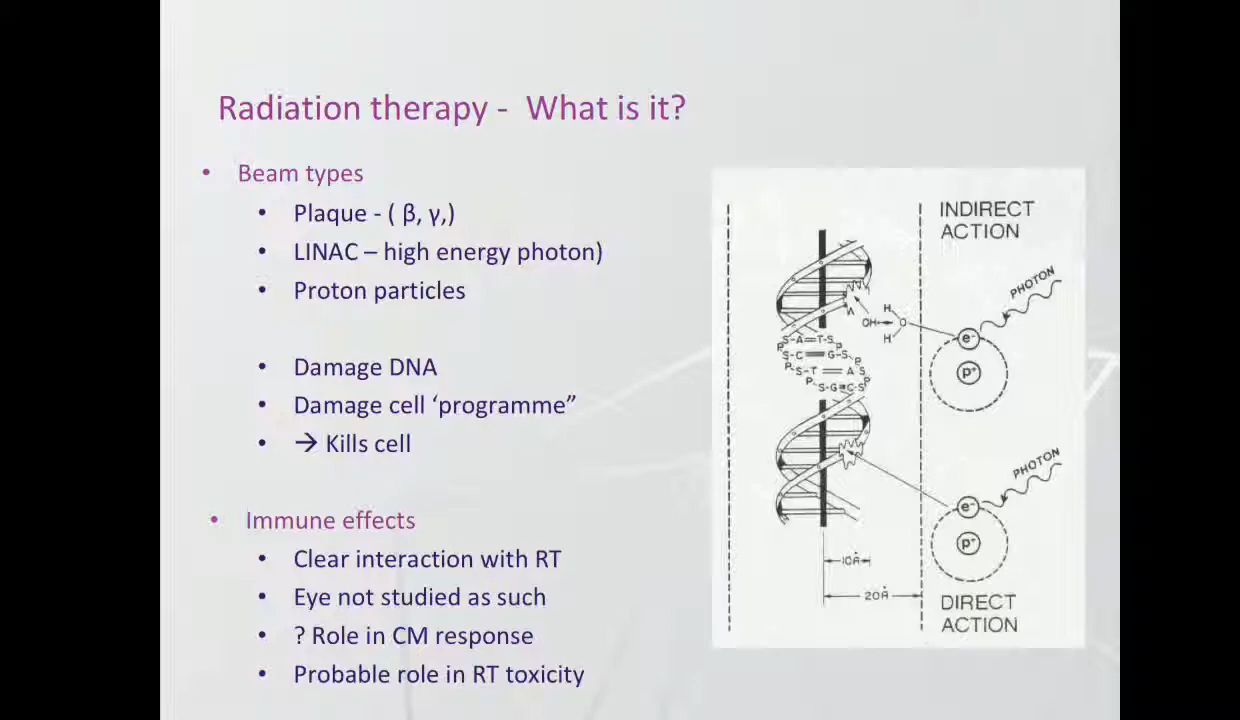 Radiation therapy - What is it?
• Beam types
• Plaque - ( β, γ,)
• LINAC – high energy photon)
• Proton particles
• Damage DNA
• Damage cell ‘programme”
• → Kills cell
• Immune effects
• Clear interaction with RT
• Eye not studied as such
• ? Role in CM response
• Probable role in RT toxicity
INDIRECT
ACTION
PHOTON
H
OH
O
H
e-
p+
S-A=T-S
P
P
S-C≡G-S
P
P
S-T=A S
P
P
S-G≡C-S
PHOTON
e-
p+
10Å
20Å
DIRECT
ACTION